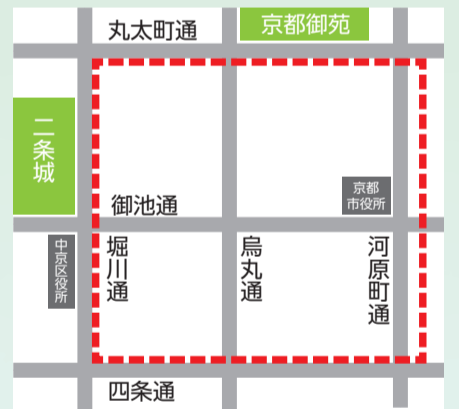 丸太町通
京都御苑
二条城
京都
市役所
御池通
中京区役所
堀川通
烏丸通
河原町通
四条通